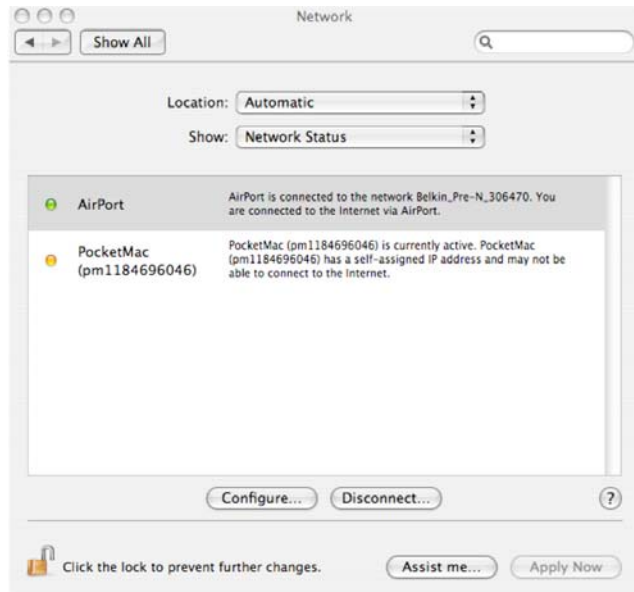 Network
Show All
Location: Automatic
Show: Network Status
AirPort
AirPort is connected to the network Belkin_Pre-N_306470. You
are connected to the Internet via AirPort.
PocketMac
(pm1184696046)
PocketMac (pm1184696046) is currently active. PocketMac
(pm1184696046) has a self-assigned IP address and may not be
able to connect to the Internet.
Configure... Disconnect... ?
Click the lock to prevent further changes. Assist me... Apply Now